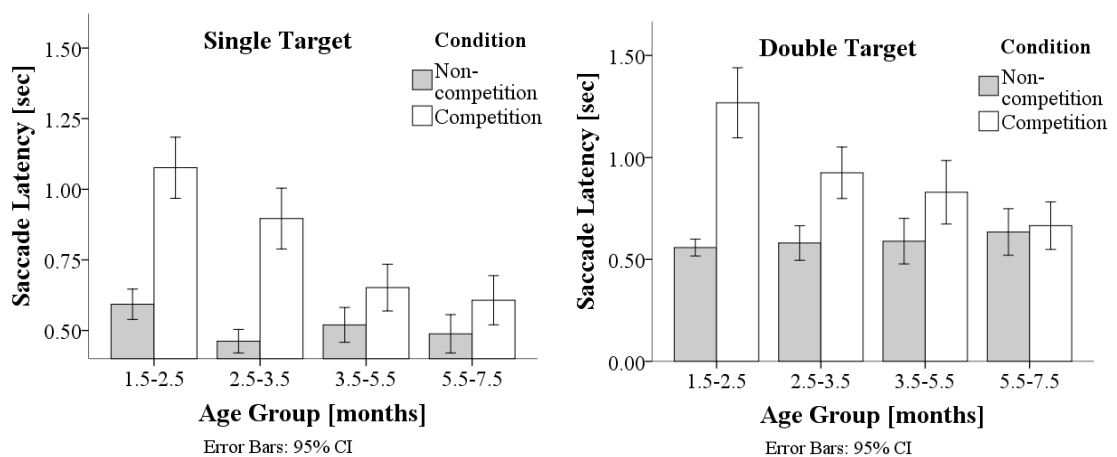 Single Target
Condition
Non-
competition
Competition
Saccade Latency [sec]
1.50
1.25
1.00
0.75
0.50
1.5-2.5
2.5-3.5
3.5-5.5
5.5-7.5
Age Group [months]
Error Bars: 95% CI
Double Target
Condition
Non-
competition
Competition
Saccade Latency [sec]
1.50
1.00
0.50
0.00
1.5-2.5
2.5-3.5
3.5-5.5
5.5-7.5
Age Group [months]
Error Bars: 95% CI